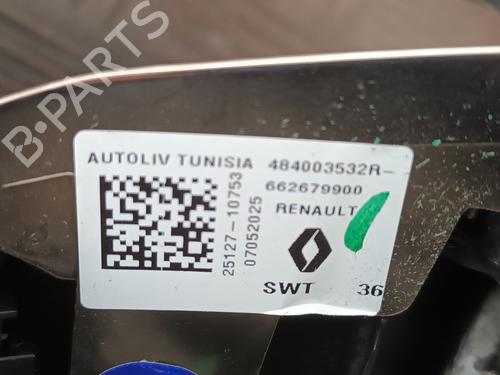 AUTOLIV TUNISIA 484003532R-
662679900
RENAULT
25127-10753
07052025
SWT 36
B-PARTS